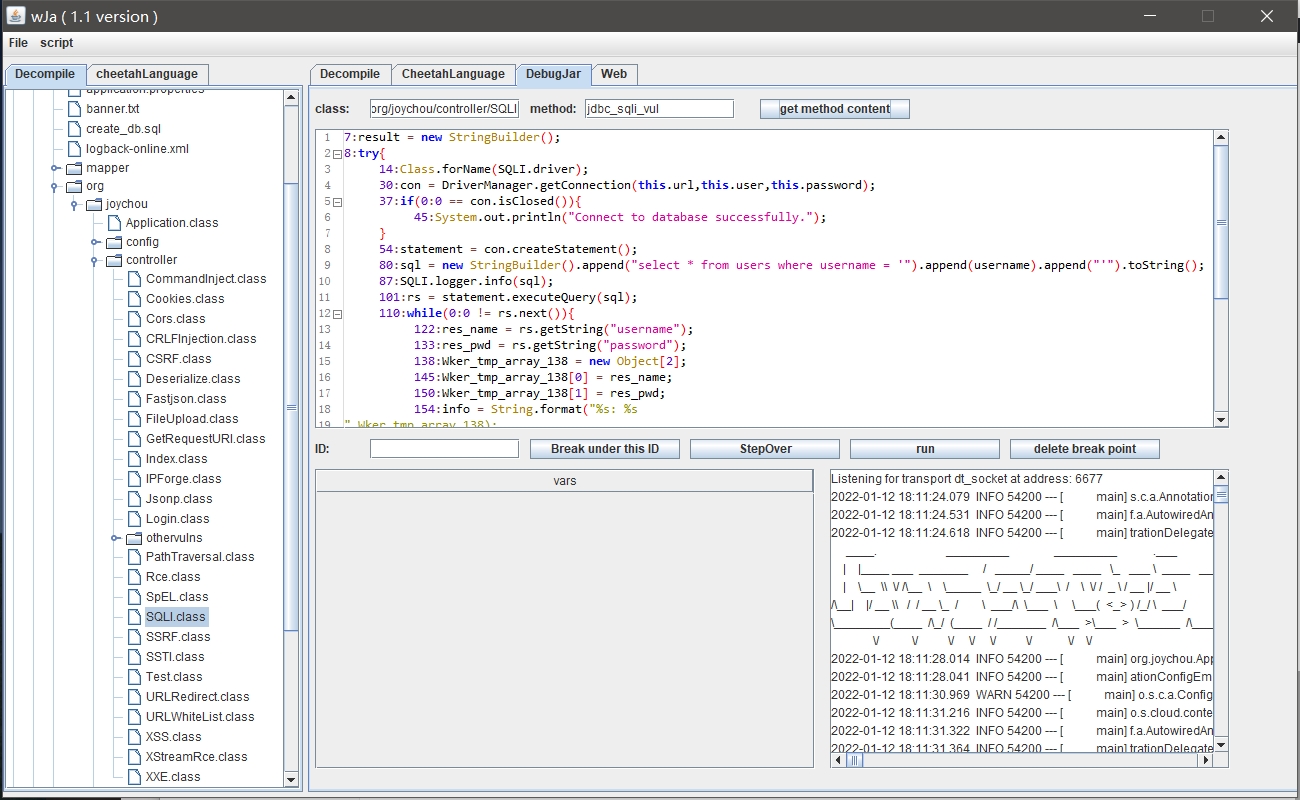 wJa ( 1.1 version )
File script
Decompile cheetahLanguage
application.properties
banner.txt
create_db.sql
logback-online.xml
mapper
org
joychou
Application.class
config
controller
CommandInject.class
Cookies.class
Cors.class
CRLFInjection.class
CSRF.class
Deserialize.class
Fastjson.class
FileUpload.class
GetRequestURI.class
Index.class
IPForge.class
Jsonp.class
Login.class
othervulns
PathTraversal.class
Rce.class
SpEL.class
SQLI.class
SSRF.class
SSTI.class
Test.class
URLRedirect.class
URLWhiteList.class
XSS.class
XStreamRce.class
XXE.class
Decompile CheetahLanguage DebugJar Web
class: org/joychou/controller/SQLI method: jdbc_sqli_vul get method content
1 7:result = new StringBuilder();
2 8:try{
3 14:Class.forName(SQLI.driver);
4 30:con = DriverManager.getConnection(this.url,this.user,this.password);
5 37:if(0:0 == con.isClosed()){
6 45:System.out.println("Connect to database successfully.");
7 }
8 54:statement = con.createStatement();
9 80:sql = new StringBuilder().append("select * from users where username = '").append(username).append("'").toString();
10 87:SQLI.logger.info(sql);
11 101:rs = statement.executeQuery(sql);
12 110:while(0:0 != rs.next()){
13 122:res_name = rs.getString("username");
14 133:res_pwd = rs.getString("password");
15 138:Wker_tmp_array_138 = new Object[2];
16 145:Wker_tmp_array_138[0] = res_name;
17 150:Wker_tmp_array_138[1] = res_pwd;
18 154:info = String.format("%s: %s
19 ",Wker_tmp_array_138);
ID: Break under this ID StepOver run delete break point
vars
Listening for transport dt_socket at address: 6677
2022-01-12 18:11:24.079 INFO 54200 --- [ main] s.c.a.Annotation
2022-01-12 18:11:24.531 INFO 54200 --- [ main] f.a.AutowiredAn
2022-01-12 18:11:24.618 INFO 54200 --- [ main] trationDelegate
2022-01-12 18:11:28.014 INFO 54200 --- [ main] org.joychou.App
2022-01-12 18:11:28.041 INFO 54200 --- [ main] ationConfigEm
2022-01-12 18:11:30.969 WARN 54200 --- [ main] o.s.c.a.Config
2022-01-12 18:11:31.216 INFO 54200 --- [ main] o.s.cloud.conte
2022-01-12 18:11:31.322 INFO 54200 --- [ main] f.a.AutowiredAn
2022-01-12 18:11:31.364 INFO 54200 --- [ main] trationDelegate